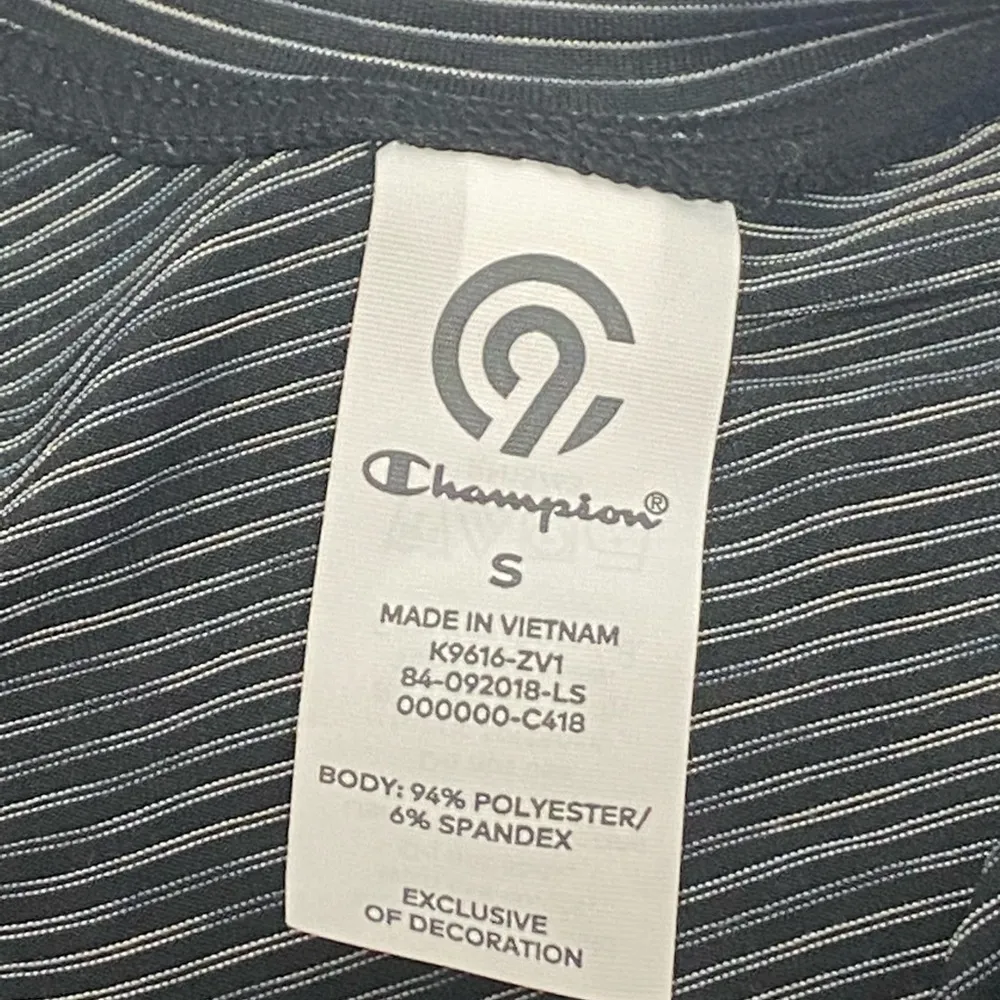 C9
Champion®
S
MADE IN VIETNAM
K9616-ZV1
84-092018-LS
000000-C418
BODY: 94% POLYESTER/
6% SPANDEX
EXCLUSIVE
OF DECORATION